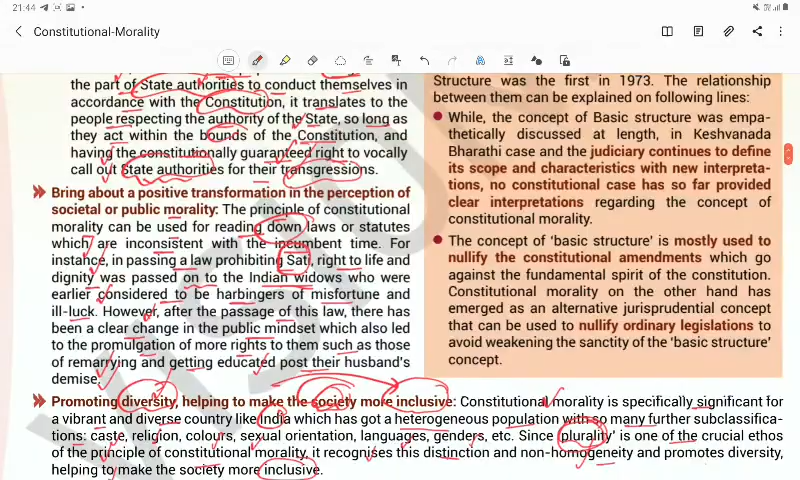 21:44
Constitutional-Morality
the part of State authorities to conduct themselves in
accordance with the Constitution, it translates to the
people respecting the authority of the State, so long as
they act within the bounds of the Constitution, and
having the constitutionally guaranteed right to vocally
call out State authorities for their transgressions.
Bring about a positive transformation in the perception of
societal or public morality: The principle of constitutional
morality can be used for reading down laws or statutes
which are inconsistent with the incumbent time. For
instance, in passing a law prohibiting Sati, right to life and
dignity was passed on to the Indian widows who were
earlier considered to be harbingers of misfortune and
ill-luck. However, after the passage of this law, there has
been a clear change in the public mindset which also led
to the promulgation of more rights to them such as those
of remarrying and getting educated post their husband's
demise.
Structure was the first in 1973. The relationship
between them can be explained on following lines:
While, the concept of Basic structure was empa-
thetically discussed at length, in Keshvanada
Bharathi case and the judiciary continues to define
its scope and characteristics with new interpreta-
tions, no constitutional case has so far provided
clear interpretations regarding the concept of
constitutional morality.
The concept of 'basic structure' is mostly used to
nullify the constitutional amendments which go
against the fundamental spirit of the constitution.
Constitutional morality on the other hand has
emerged as an alternative jurisprudential concept
that can be used to nullify ordinary legislations to
avoid weakening the sanctity of the 'basic structure'
concept.
Promoting diversity, helping to make the society more inclusive: Constitutional morality is specifically significant for
a vibrant and diverse county like India which has got a heterogeneous population with so many further subclassifica-
tions: caste, religion, colours, sexual orientation, languages, genders, etc. Since 'plurality' is one of the crucial ethos
of the principle of constitutional morality, it recognises this distinction and non-homogeneity and promotes diversity,
helping to make the society more inclusive.